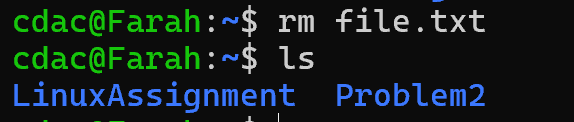 cdac@Farah:~$ rm file.txt
cdac@Farah:~$ ls
LinuxAssignment  Problem2